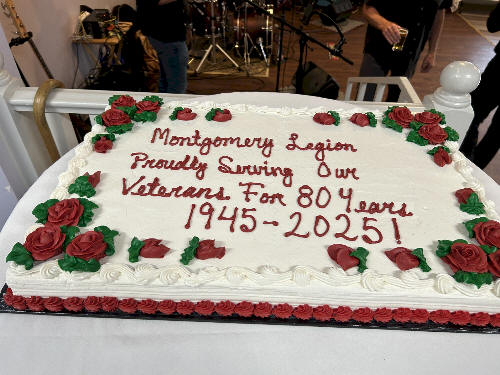 Montgomery Legion
Proudly Serving Our
Veterans For 80 Years
1945-2025!